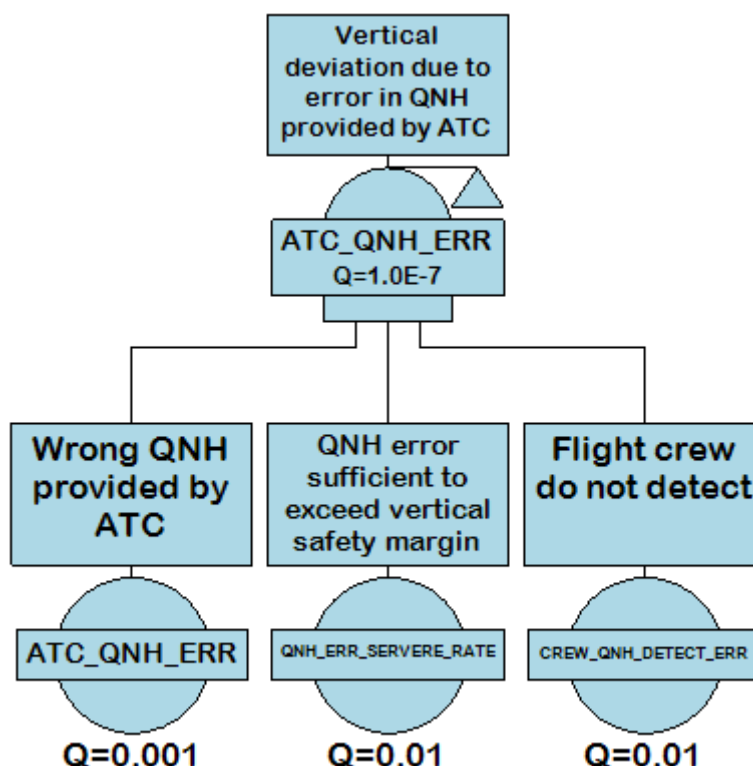 Vertical
deviation due to
error in QNH
provided by ATC
ATC_QNH_ERR
Q=1.0E-7
Wrong QNH
provided by
ATC
QNH error
sufficient to
exceed vertical
safety margin
Flight crew
do not detect
ATC_QNH_ERR
QNH_ERR_SERVERE_RATE
CREW_QNH_DETECT_ERR
Q=0.001
Q=0.01
Q=0.01